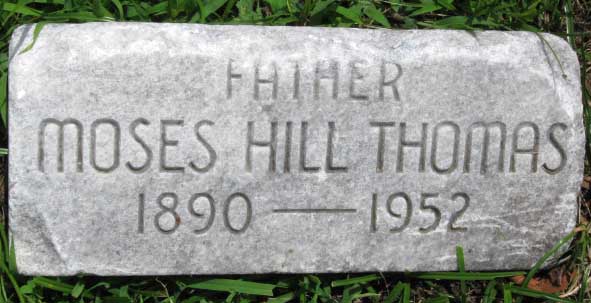 FATHER
MOSES HILL THOMAS
1890 — 1952